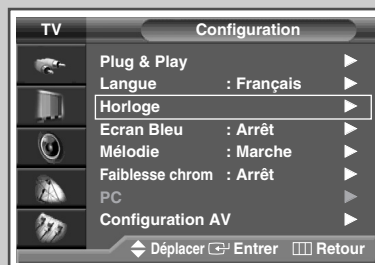 TV Configuration
Plug & Play
Langue : Français
Horloge
Ecran Bleu : Arrêt
Mélodie : Marche
Faiblesse chrom : Arrêt
PC
Configuration AV
Déplacer Entrer Retour